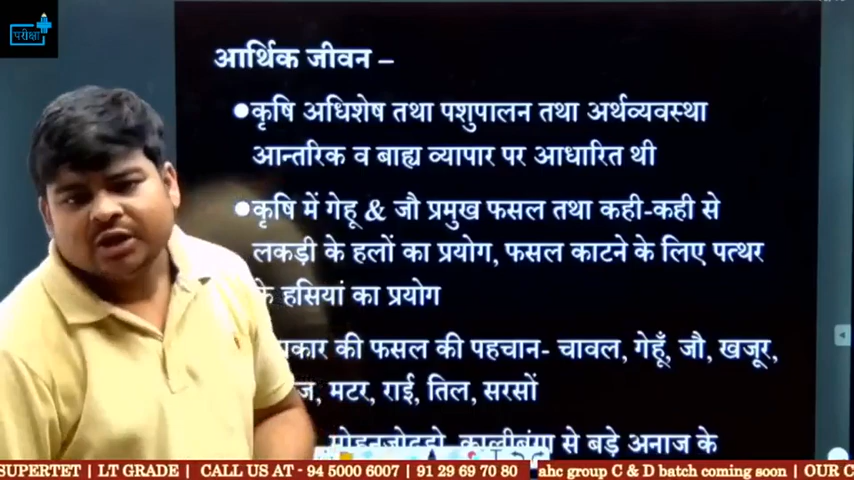 परीक्षा
आर्थिक जीवन –
●कृषि अधिशेष तथा पशुपालन तथा अर्थव्यवस्था
आन्तरिक व बाह्य व्यापार पर आधारित थी
●कृषि में गेहू & जौ प्रमुख फसल तथा कही-कही से
लकड़ी के हलों का प्रयोग, फसल काटने के लिए पत्थर
के हसियां का प्रयोग
की फसल की पहचान- चावल, गेहूँ, जौ, खजूर,
मटर, राई, तिल, सरसों
मोहनजोदड़ो, कालीबंगा से बड़े अनाज के
SUPERTET | LT GRADE | CALL US AT - 94 5000 6007 | 91 29 69 70 80 ahc group C & D batch coming soon | OUR C